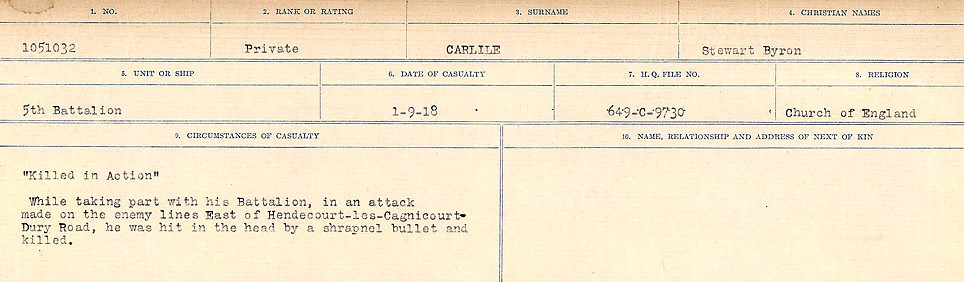 1. NO. 2. RANK OR RATING 3. SURNAME 4. CHRISTIAN NAMES
1051032 Private CARLILE Stewart Byron
5. UNIT OR SHIP 6. DATE OF CASUALTY 7. H. Q. FILE NO. 8. RELIGION
5th Battalion 1-9-18 649-C-9730 Church of England
9. CIRCUMSTANCES OF CASUALTY 10. NAME, RELATIONSHIP AND ADDRESS OF NEXT OF KIN
"Killed in Action"
While taking part with his Battalion, in an attack
made on the enemy lines East of Hendecourt-les-Cagnicourt-
Dury Road, he was hit in the head by a shrapnel bullet and
killed.